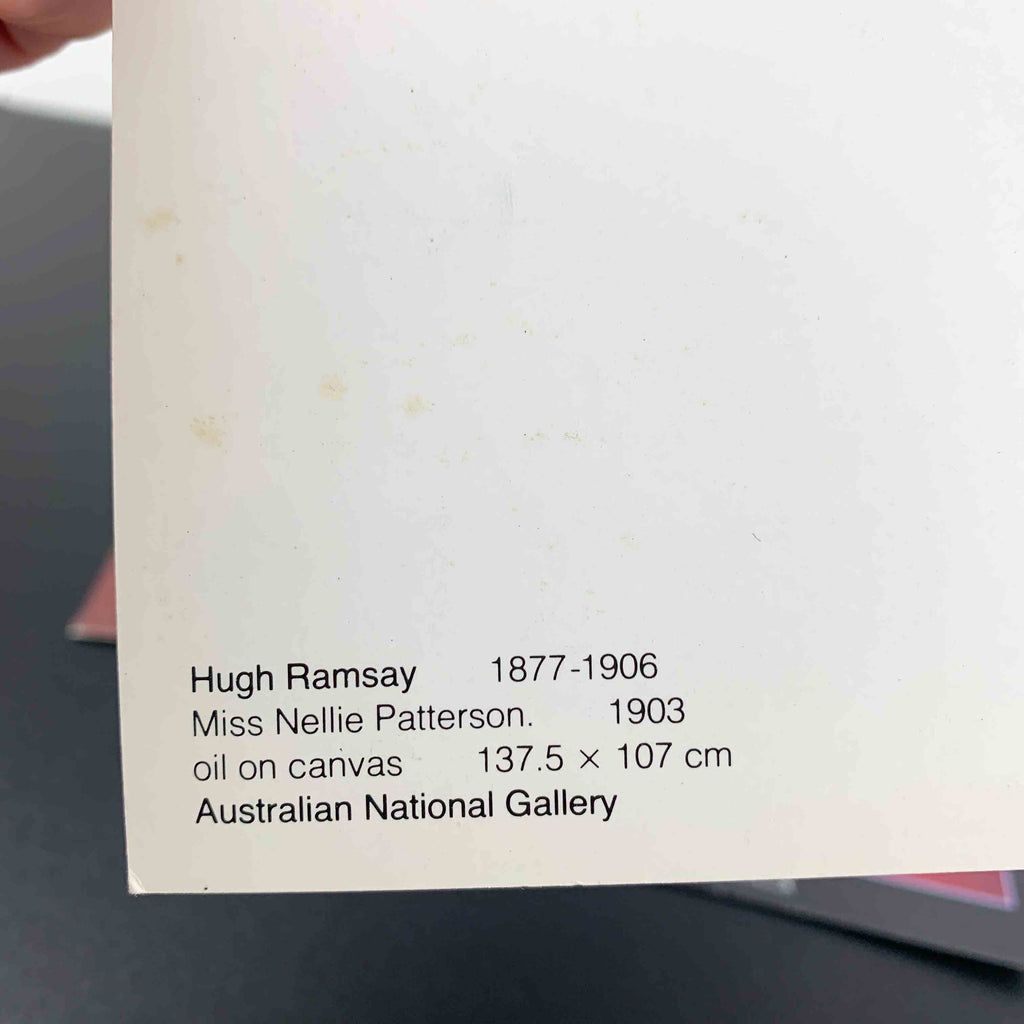 Hugh Ramsay 1877-1906
Miss Nellie Patterson. 1903
oil on canvas 137.5 × 107 cm
Australian National Gallery